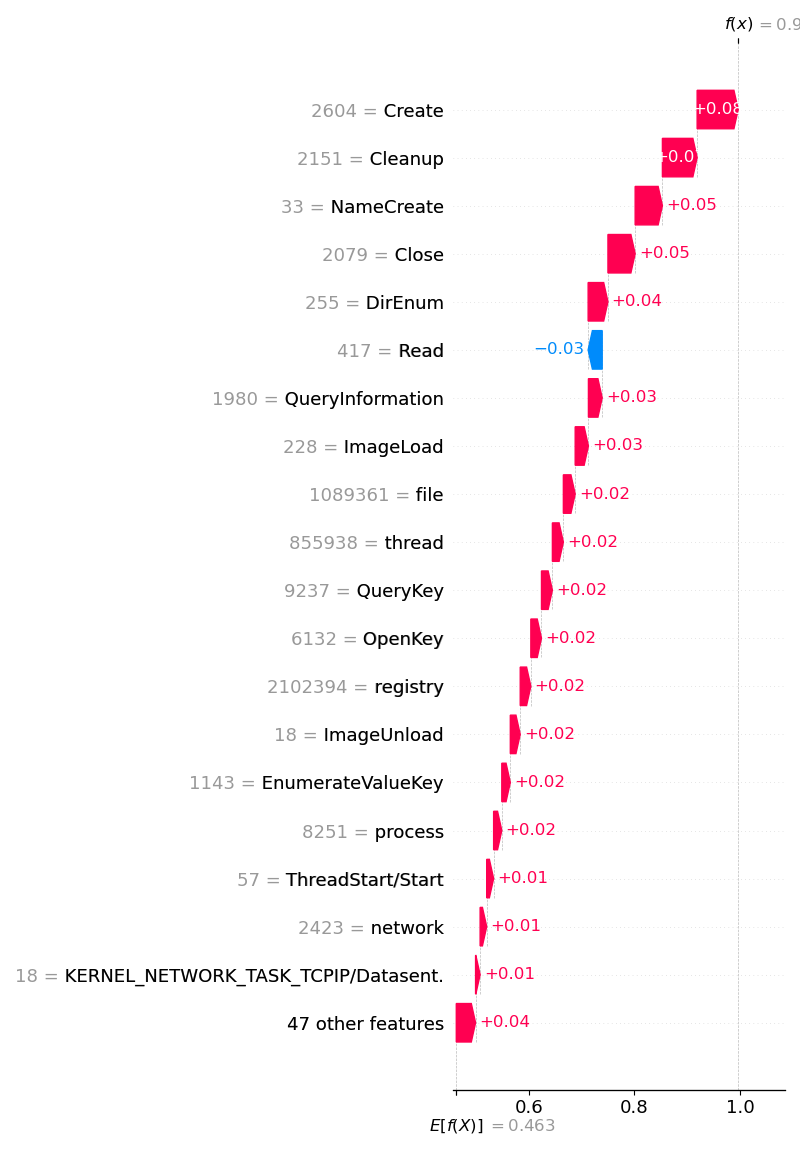 f(x) = 0.9
2604 = Create +0.08
2151 = Cleanup +0.0
33 = NameCreate +0.05
2079 = Close +0.05
255 = DirEnum +0.04
417 = Read −0.03
1980 = QueryInformation +0.03
228 = ImageLoad +0.03
1089361 = file +0.02
855938 = thread +0.02
9237 = QueryKey +0.02
6132 = OpenKey +0.02
2102394 = registry +0.02
18 = ImageUnload +0.02
1143 = EnumerateValueKey +0.02
8251 = process +0.02
57 = ThreadStart/Start +0.01
2423 = network +0.01
18 = KERNEL_NETWORK_TASK_TCPIP/Datasent. +0.01
47 other features +0.04
0.6 0.8 1.0
E[f(X)] = 0.463